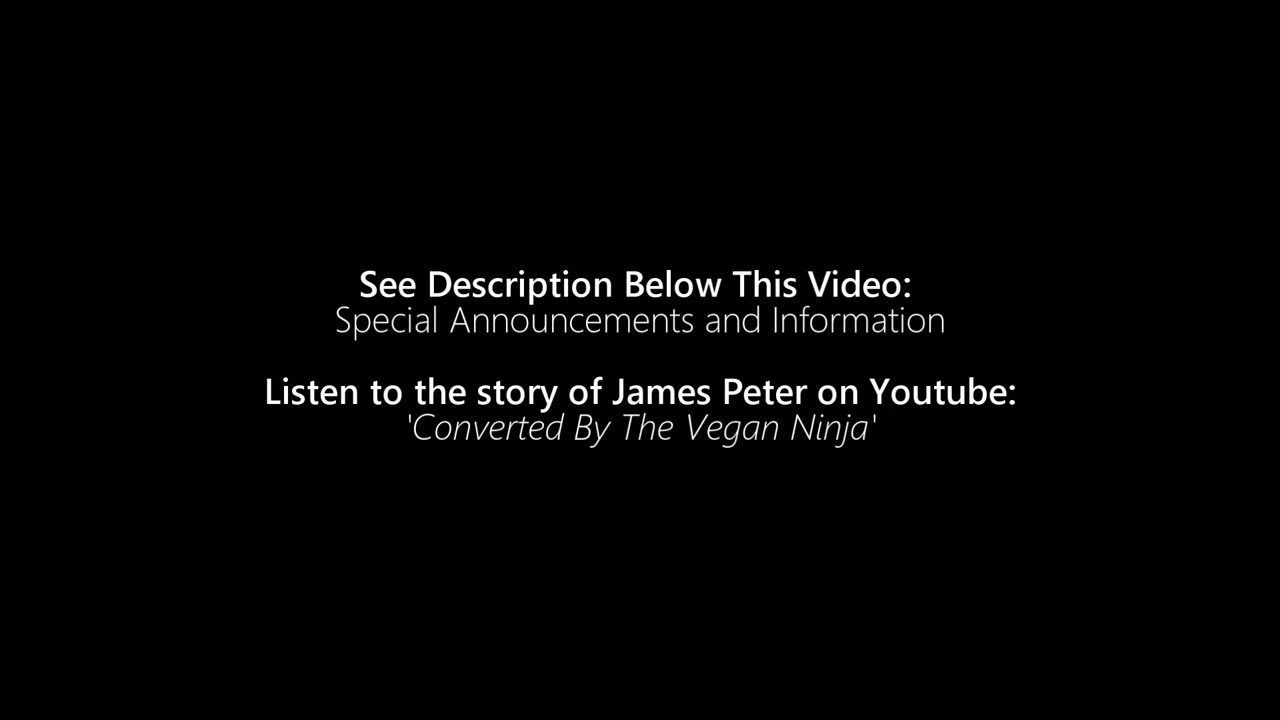 See Description Below This Video:
Special Announcements and Information
Listen to the story of James Peter on Youtube:
'Converted By The Vegan Ninja'